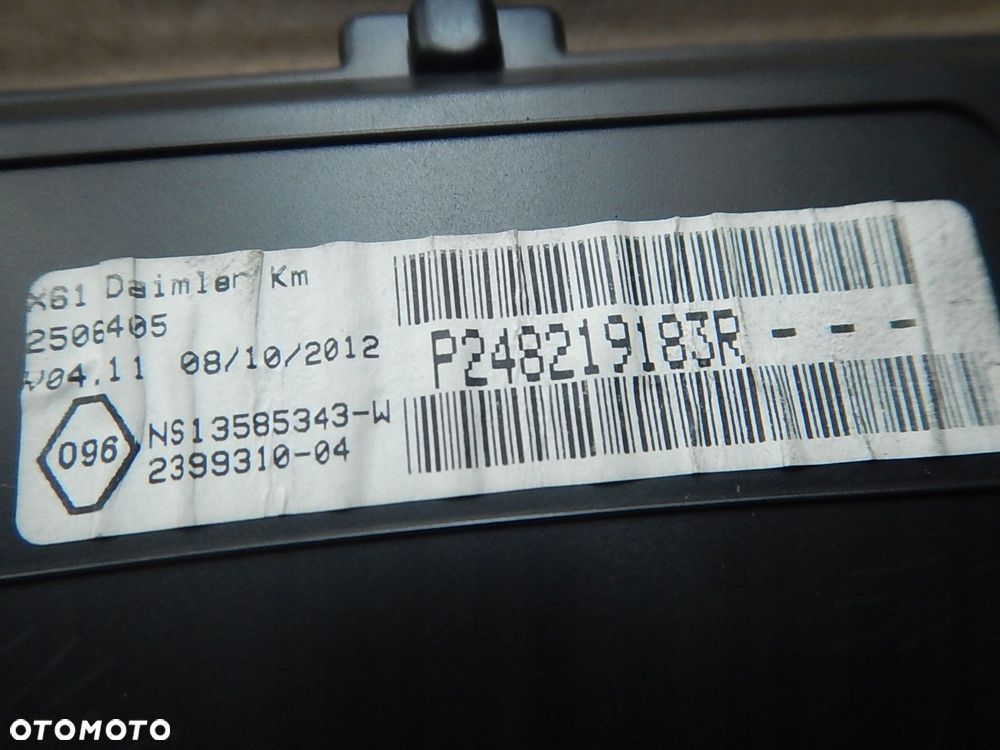 X61 Daimler Km
2506405
V04.11 08/10/2012
096
NS13585343-W
2399310-04
P248219183R - - -
OTOMOTO